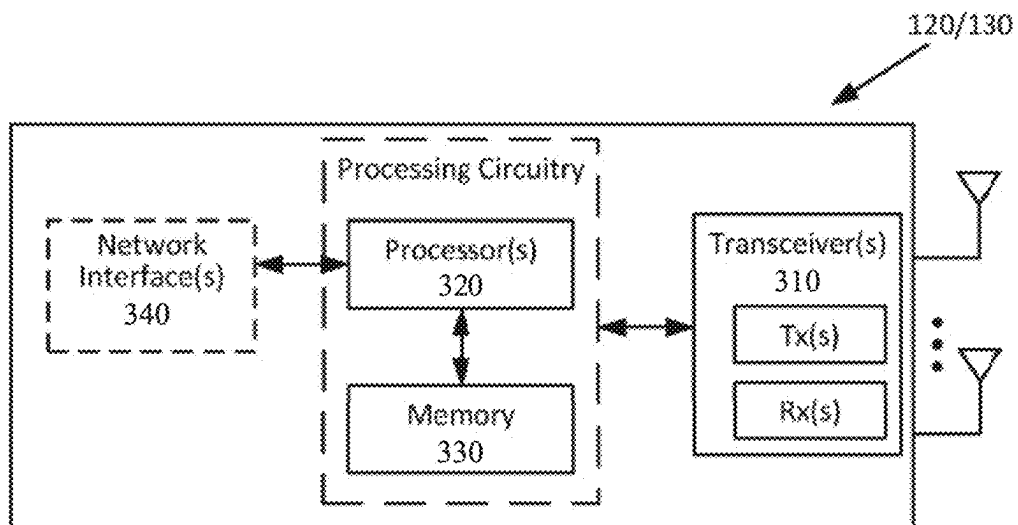 120/130
Processing Circuitry
Network
Interface(s)
340
Processor(s)
320
Memory
330
Transceiver(s)
310
Tx(s)
Rx(s)